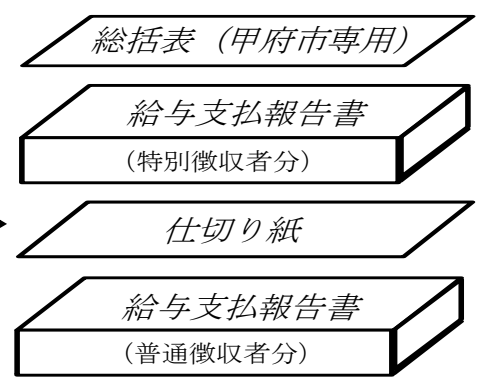 総括表（甲府市専用）
給与支払報告書
（特別徴収者分）
仕切り紙
給与支払報告書
（普通徴収者分）